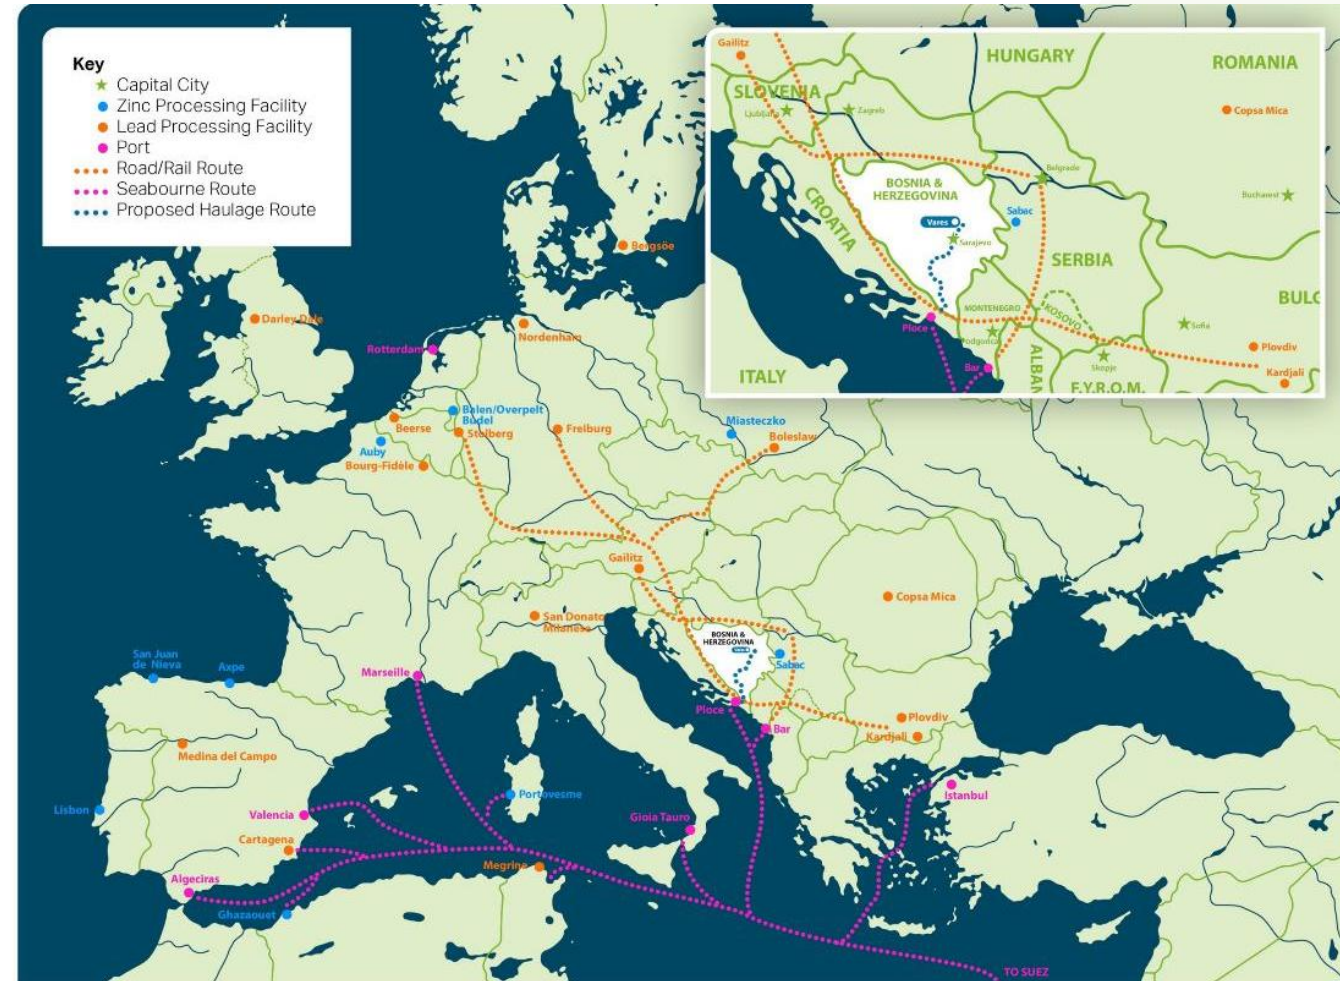 Key
Capital City
Zinc Processing Facility
Lead Processing Facility
Port
Road/Rail Route
Seabourne Route
Proposed Haulage Route
Gailitz
HUNGARY
ROMANIA
SLOVENIA
Ljubljana
Zagreb
Copsa Mica
Belgrade
BOSNIA &
HERZEGOVINA
Bucharest
CROATIA
Vares
Sabac
Sarajevo
SERBIA
MONTENEGRO
KOSOVO
BULG
Ploce
Podgorica
Sofia
Bar
ALBAN
Skopje
Plovdiv
Kardjali
ITALY
F.Y.R.O.M.
Bergsöe
Darley Dale
Nordenham
Rotterdam
Balen/Overpelt
Budel
Beerse
Stolberg
Freiburg
Miasteczko
Boleslaw
Auby
Bourg-Fidèle
Gailitz
Copsa Mica
San Donato
Milanese
BOSNIA &
HERZEGOVINA
San Juan
de Nieva
Axpe
Sabac
Marseille
Ploce
Plovdiv
Bar
Kardjali
Medina del Campo
Lisbon
Valencia
Portovesme
Istanbul
Gioia Tauro
Cartagena
Megrine
Algeciras
Ghazaouet
TO SUEZ